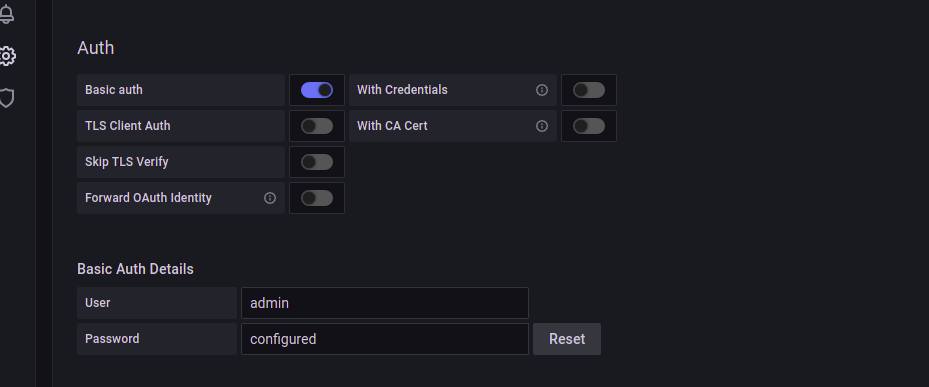 Auth
Basic auth
With Credentials
TLS Client Auth
With CA Cert
Skip TLS Verify
Forward OAuth Identity
Basic Auth Details
User
admin
Password
configured
Reset